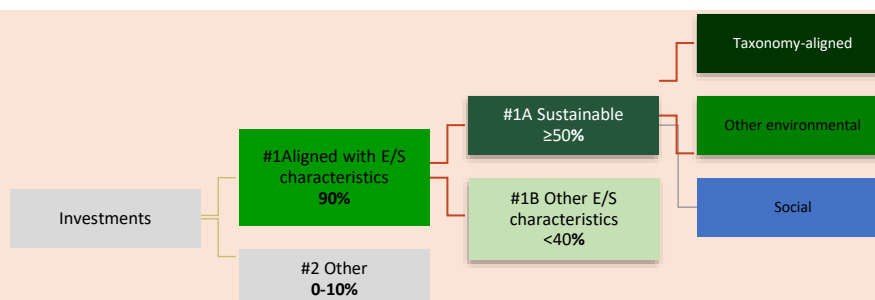 Investments
#1Aligned with E/S
characteristics
90%
#2 Other
0-10%
#1A Sustainable
≥50%
#1B Other E/S
characteristics
<40%
Taxonomy-aligned
Other environmental
Social